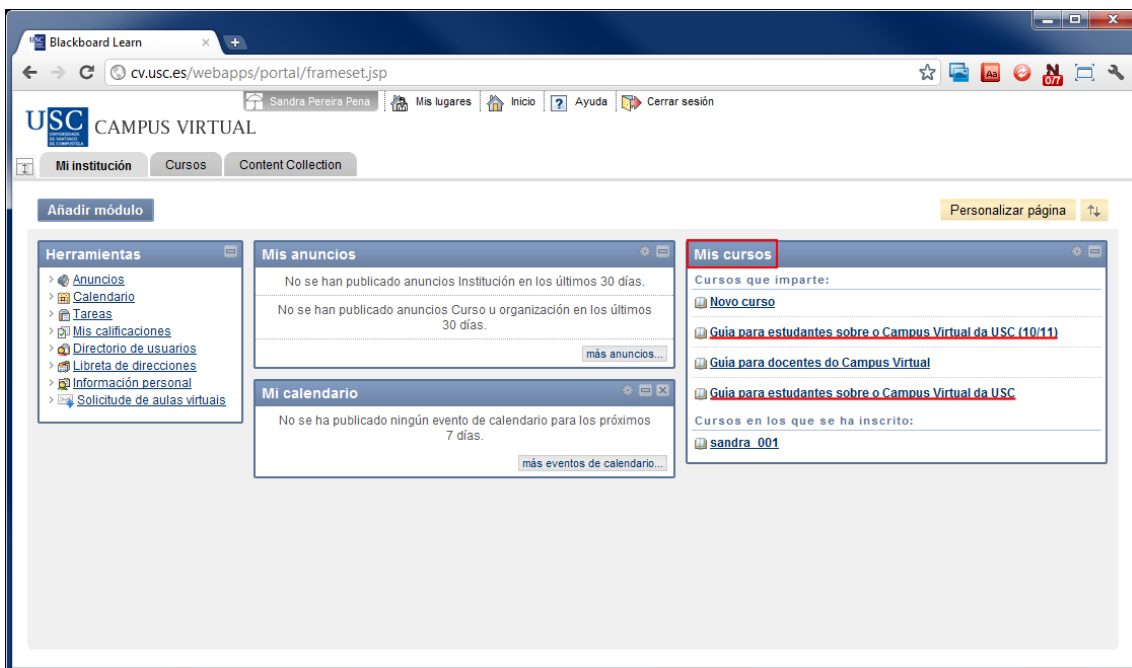 Blackboard Learn
cv.usc.es/webapps/portal/frameset.jsp
Sandra Pereira Pena
Mis lugares
Inicio
Ayuda
Cerrar sesión
USC
UNIVERSIDADE
DE SANTIAGO
DE COMPOSTELA
CAMPUS VIRTUAL
Mi institución
Cursos
Content Collection
Añadir módulo
Personalizar página
Herramientas
Anuncios
Calendario
Tareas
Mis calificaciones
Directorio de usuarios
Libreta de direcciones
Información personal
Solicitude de aulas virtuais
Mis anuncios
No se han publicado anuncios Institución en los últimos 30 días.
No se han publicado anuncios Curso u organización en los últimos
30 días.
más anuncios...
Mi calendario
No se ha publicado ningún evento de calendario para los próximos
7 días.
más eventos de calendario...
Mis cursos
Cursos que imparte:
Novo curso
Guía para estudantes sobre o Campus Virtual da USC (10/11)
Guía para docentes do Campus Virtual
Guía para estudantes sobre o Campus Virtual da USC
Cursos en los que se ha inscrito:
sandra_001